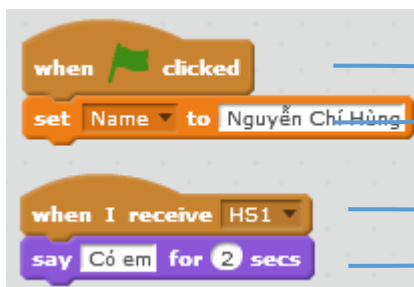 when clicked
set Name to Nguyễn Chí Hùng
when I receive HS1
say Có em for 2 secs